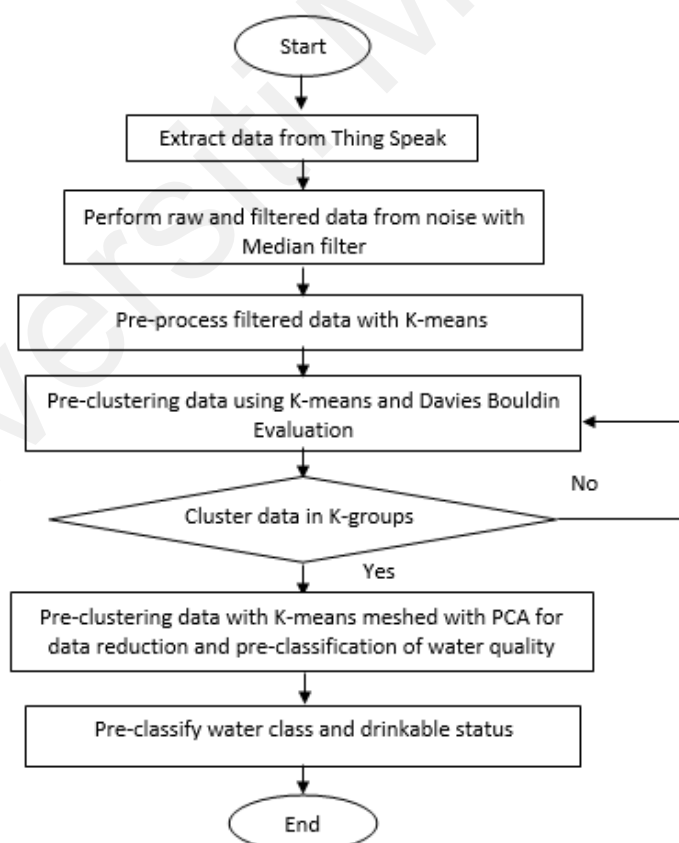 Start
Extract data from Thing Speak
Perform raw and filtered data from noise with
Median filter
Pre-process filtered data with K-means
Pre-clustering data using K-means and Davies Bouldin
Evaluation
Cluster data in K-groups
No
Yes
Pre-clustering data with K-means meshed with PCA for
data reduction and pre-classification of water quality
Pre-classify water class and drinkable status
End